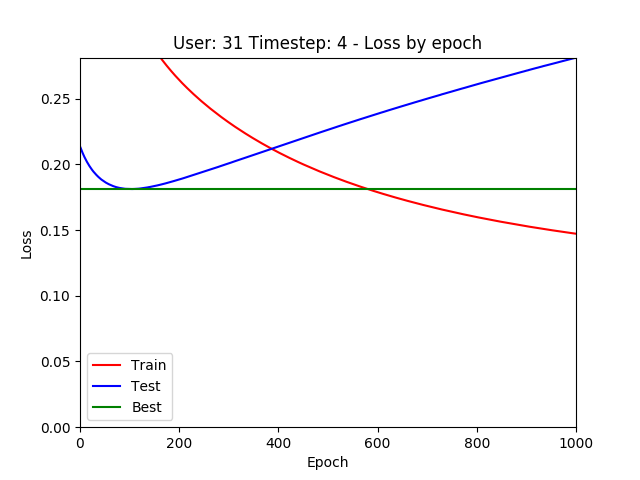 User: 31 Timestep: 4 - Loss by epoch
Loss
0.25
0.20
0.15
0.10
0.05
0.00
Train
Test
Best
0 200 400 600 800 1000
Epoch